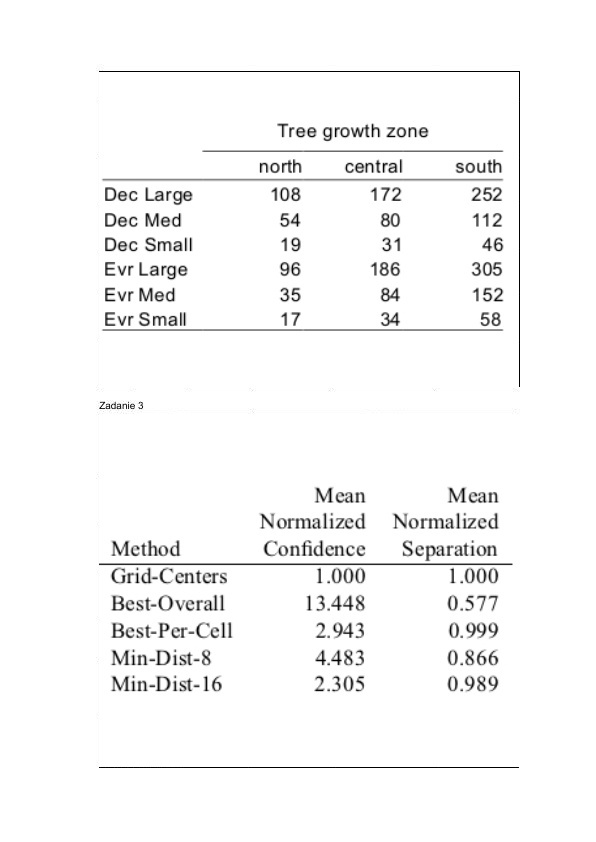 Tree growth zone
north central south
Dec Large 108 172 252
Dec Med 54 80 112
Dec Small 19 31 46
Evr Large 96 186 305
Evr Med 35 84 152
Evr Small 17 34 58
Zadanie 3
Mean Mean
Normalized Normalized
Method Confidence Separation
Grid-Centers 1.000 1.000
Best-Overall 13.448 0.577
Best-Per-Cell 2.943 0.999
Min-Dist-8 4.483 0.866
Min-Dist-16 2.305 0.989